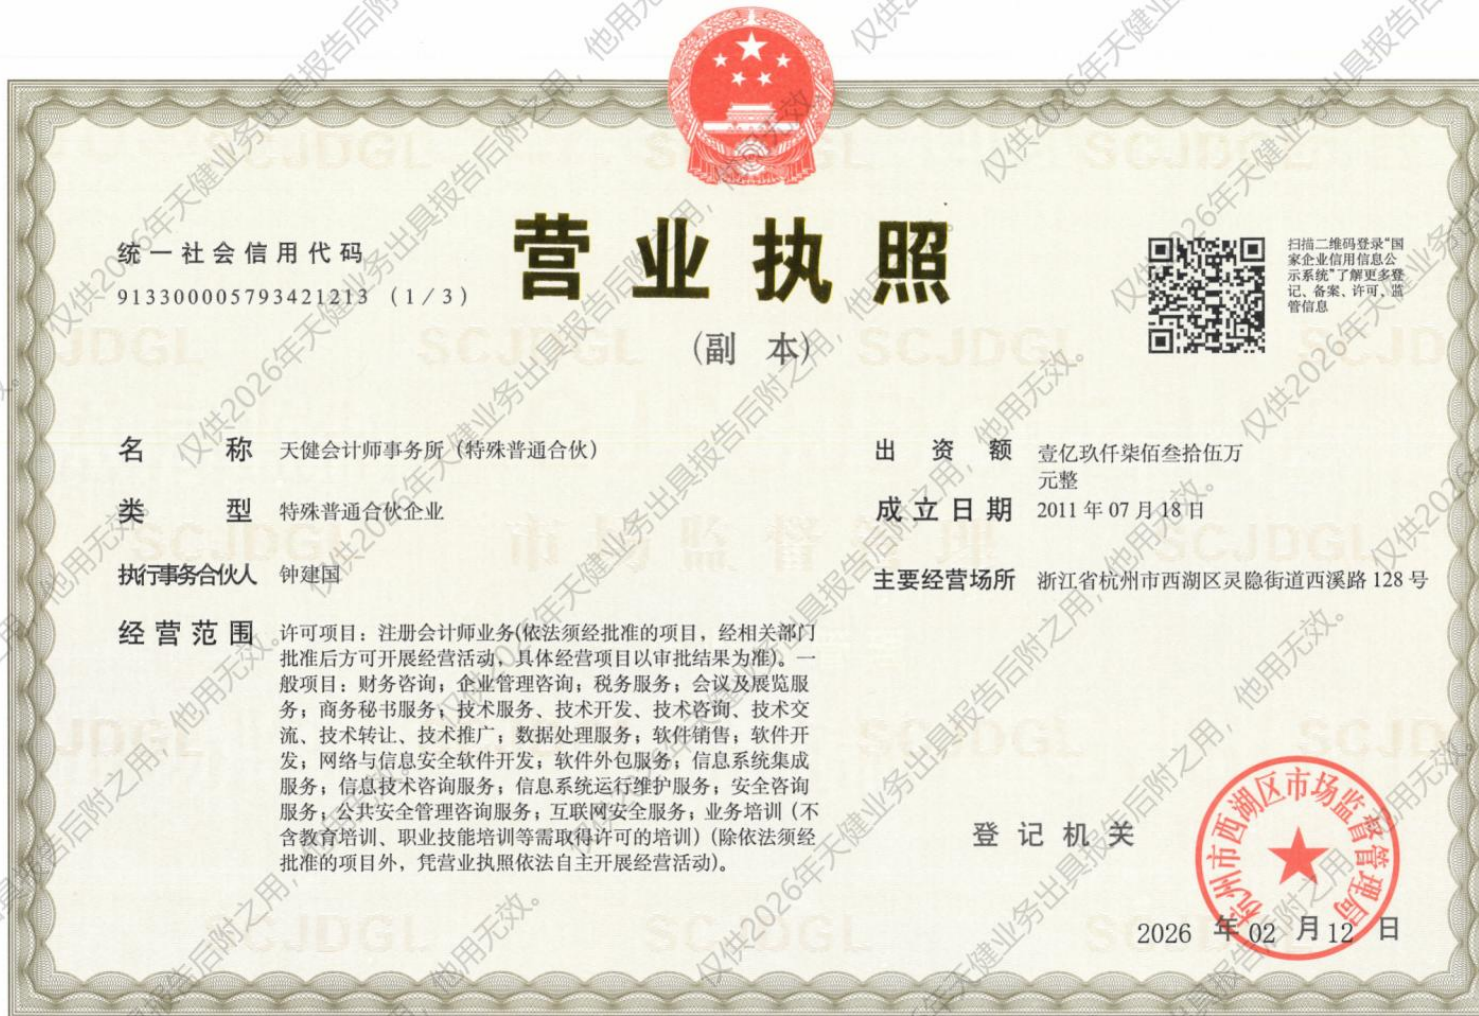 统一社会信用代码
913300005793421213 (1/3)
营业执照
(副 本)
扫描二维码登录“国
家企业信用信息公
示系统”了解更多登
记、备案、许可、监
管信息
名 称 天健会计师事务所（特殊普通合伙）
类 型 特殊普通合伙企业
执行事务合伙人 钟建国
经营范围 许可项目：注册会计师业务(依法须经批准的项目，经相关部门
批准后方可开展经营活动，具体经营项目以审批结果为准)。一
般项目：财务咨询；企业管理咨询；税务服务；会议及展览服
务；商务秘书服务；技术服务、技术开发、技术咨询、技术交
流、技术转让、技术推广；数据处理服务；软件销售；软件开
发；网络与信息安全软件开发；软件外包服务；信息系统集成
服务；信息技术咨询服务；信息系统运行维护服务；安全咨询
服务；公共安全管理咨询服务；互联网安全服务；业务培训（不
含教育培训、职业技能培训等需取得许可的培训）(除依法须经
批准的项目外，凭营业执照依法自主开展经营活动)。
出 资 额 壹亿玖仟柒佰叁拾伍万
元整
成立日期 2011 年 07 月 18 日
主要经营场所 浙江省杭州市西湖区灵隐街道西溪路 128 号
登 记 机 关
杭州市西湖区市场监督管理局
2026 年 02 月 12 日
仅供2026年天健业务出具报告后附之用，他用无效。
SCJDGL
市场监督管理